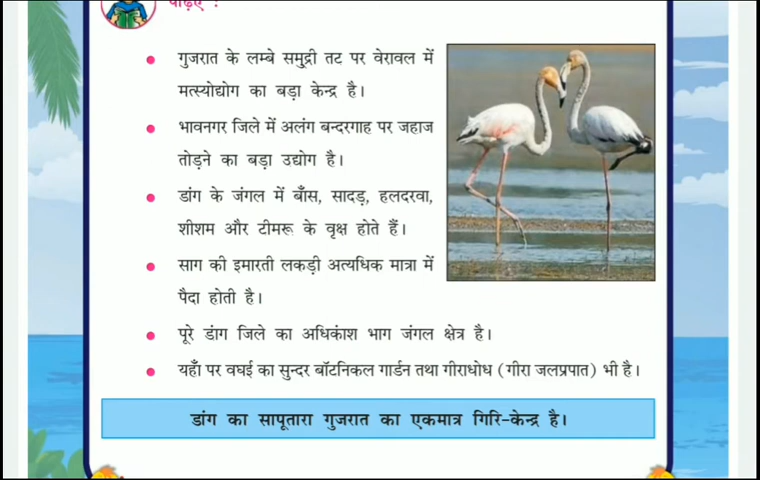 पढ़िए :
गुजरात के लम्बे समुद्री तट पर वेरावल में
मत्स्योद्योग का बड़ा केन्द्र है।
भावनगर जिले में अलंग बन्दरगाह पर जहाज
तोड़ने का बड़ा उद्योग है।
डांग के जंगल में बाँस, सादड़, हलदरवा,
शीशम और टीमरू के वृक्ष होते हैं।
साग की इमारती लकड़ी अत्यधिक मात्रा में
पैदा होती है।
पूरे डांग जिले का अधिकांश भाग जंगल क्षेत्र है।
यहाँ पर वघई का सुन्दर बॉटनिकल गार्डन तथा गीराधोध (गीरा जलप्रपात) भी है।
डांग का सापूतारा गुजरात का एकमात्र गिरि-केन्द्र है।